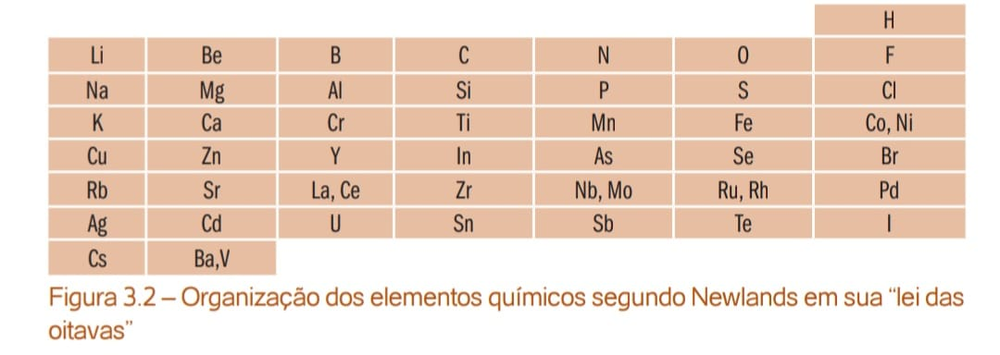 H
Li Be B C N O F
Na Mg Al Si P S Cl
K Ca Cr Ti Mn Fe Co, Ni
Cu Zn Y In As Se Br
Rb Sr La, Ce Zr Nb, Mo Ru, Rh Pd
Ag Cd U Sn Sb Te I
Cs Ba,V
Figura 3.2 – Organização dos elementos químicos segundo Newlands em sua “lei das
oitavas”